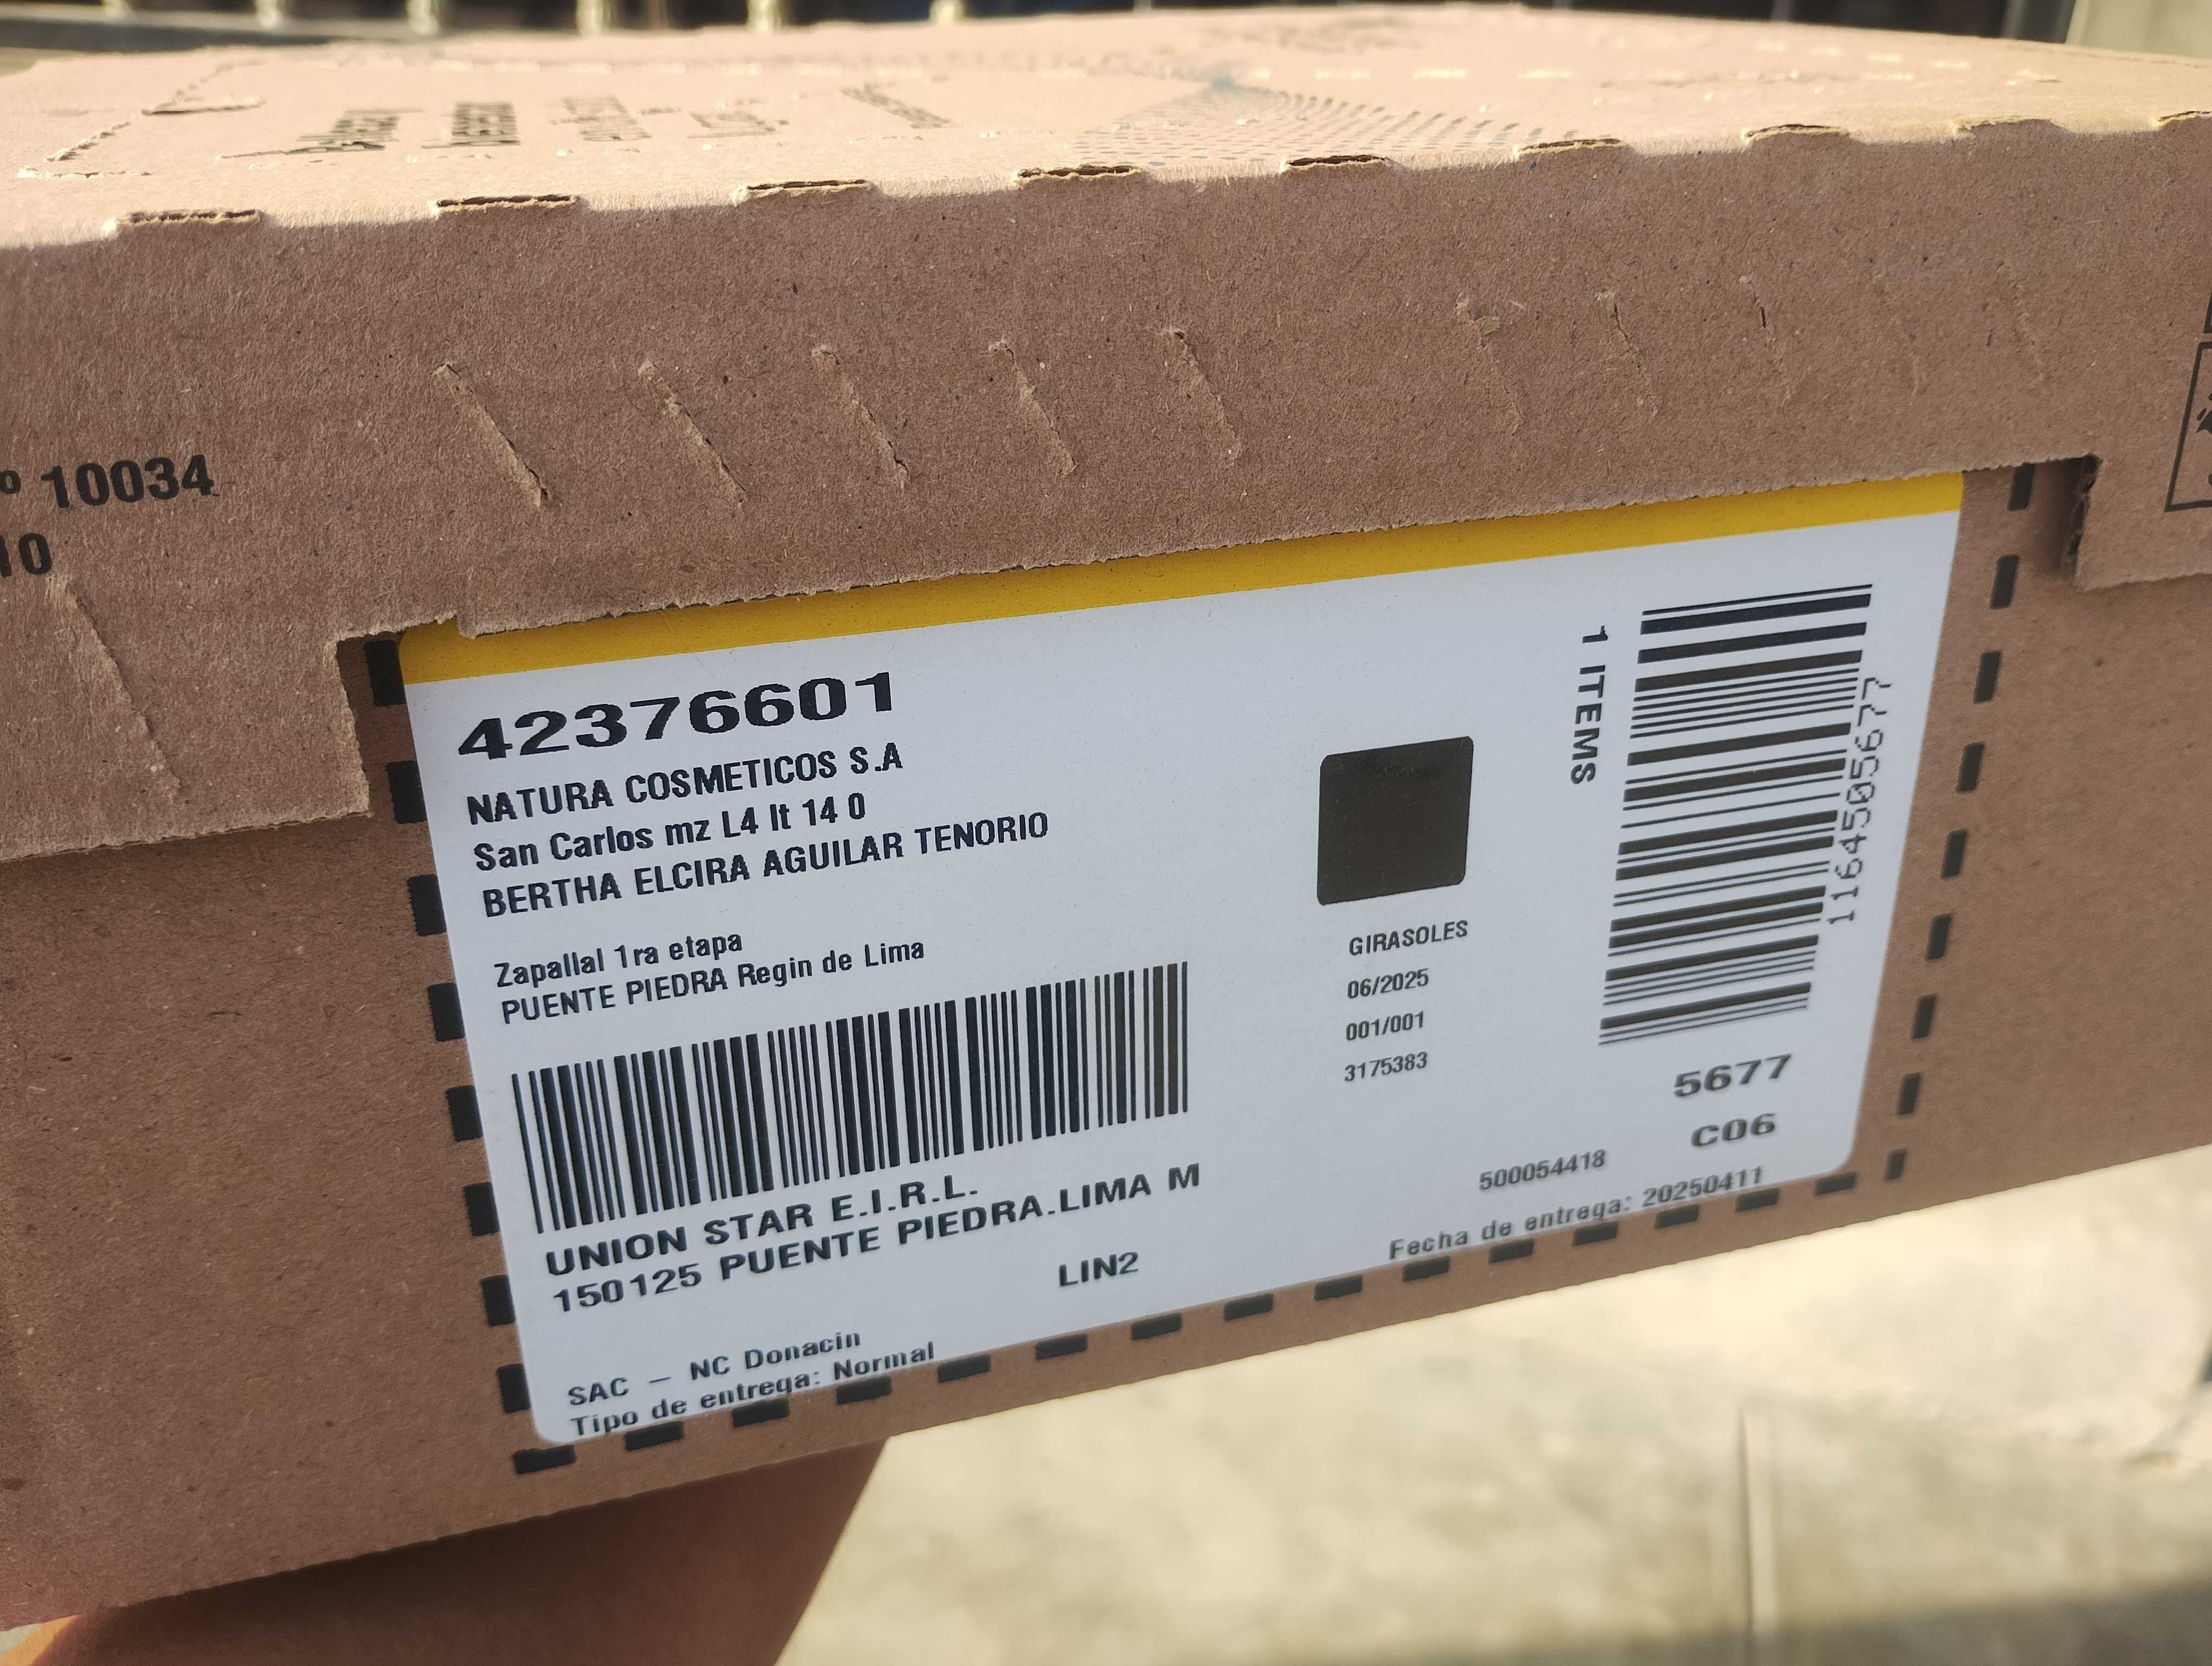 º 10034
10
42376601
NATURA COSMETICOS S.A
San Carlos mz L4 lt 14 0
BERTHA ELCIRA AGUILAR TENORIO
Zapallal 1ra etapa
PUENTE PIEDRA Regin de Lima
UNION STAR E.I.R.L.
150125 PUENTE PIEDRA.LIMA M
LIN2
SAC – NC Donacin
Tipo de entrega: Normal
GIRASOLES
06/2025
001/001
3175383
1 ITEMS
1164505677
5677
C06
500054418
Fecha de entrega: 20250411